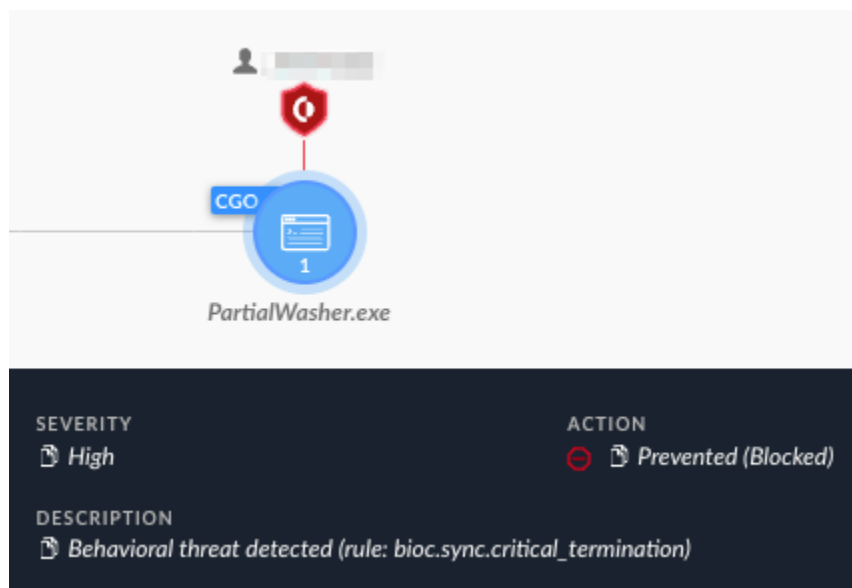 CGO
1
PartialWasher.exe
SEVERITY
High
ACTION
Prevented (Blocked)
DESCRIPTION
Behavioral threat detected (rule: bioc.sync.critical_termination)